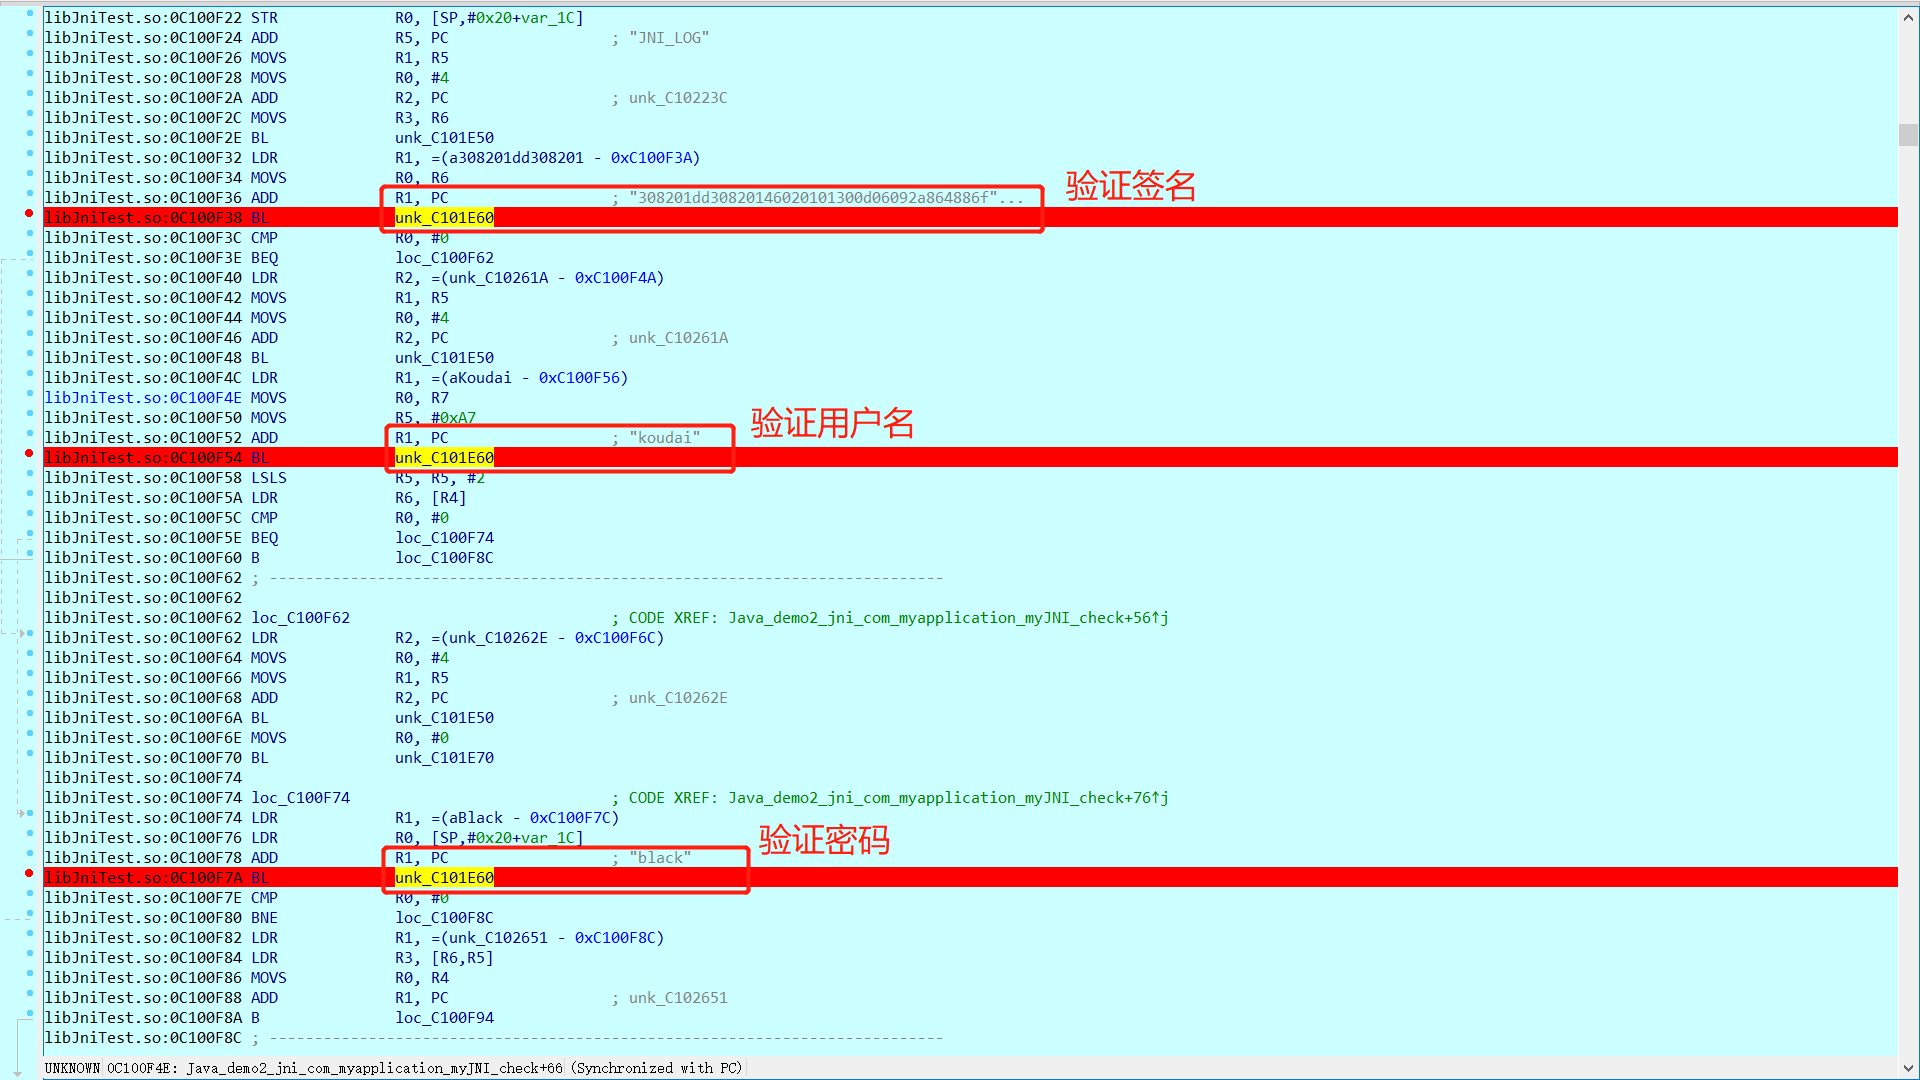 libJniTest.so:0C100F22 STR R0, [SP,#0x20+var_1C]
libJniTest.so:0C100F24 ADD R5, PC ; "JNI_LOG"
libJniTest.so:0C100F26 MOVS R1, R5
libJniTest.so:0C100F28 MOVS R0, #4
libJniTest.so:0C100F2A ADD R2, PC ; unk_C10223C
libJniTest.so:0C100F2C MOVS R3, R6
libJniTest.so:0C100F2E BL unk_C101E50
libJniTest.so:0C100F32 LDR R1, =(a308201dd308201 - 0xC100F3A)
libJniTest.so:0C100F34 MOVS R0, R6
libJniTest.so:0C100F36 ADD R1, PC ; "308201dd30820146020101300d06092a864886f"...
验证签名
libJniTest.so:0C100F38 BL unk_C101E60
libJniTest.so:0C100F3C CMP R0, #0
libJniTest.so:0C100F3E BEQ loc_C100F62
libJniTest.so:0C100F40 LDR R2, =(unk_C10261A - 0xC100F4A)
libJniTest.so:0C100F42 MOVS R1, R5
libJniTest.so:0C100F44 MOVS R0, #4
libJniTest.so:0C100F46 ADD R2, PC ; unk_C10261A
libJniTest.so:0C100F48 BL unk_C101E50
libJniTest.so:0C100F4C LDR R1, =(aKoudai - 0xC100F56)
libJniTest.so:0C100F4E MOVS R0, R7
libJniTest.so:0C100F50 MOVS R5, #0xA7
验证用户名
libJniTest.so:0C100F52 ADD R1, PC ; "koudai"
libJniTest.so:0C100F54 BL unk_C101E60
libJniTest.so:0C100F58 LSLS R5, R5, #2
libJniTest.so:0C100F5A LDR R6, [R4]
libJniTest.so:0C100F5C CMP R0, #0
libJniTest.so:0C100F5E BEQ loc_C100F74
libJniTest.so:0C100F60 B loc_C100F8C
libJniTest.so:0C100F62 ; ---------------------------------------------------------------------------
libJniTest.so:0C100F62
libJniTest.so:0C100F62 loc_C100F62 ; CODE XREF: Java_demo2_jni_com_myapplication_myJNI_check+56↑j
libJniTest.so:0C100F62 LDR R2, =(unk_C10262E - 0xC100F6C)
libJniTest.so:0C100F64 MOVS R0, #4
libJniTest.so:0C100F66 MOVS R1, R5
libJniTest.so:0C100F68 ADD R2, PC ; unk_C10262E
libJniTest.so:0C100F6A BL unk_C101E50
libJniTest.so:0C100F6E MOVS R0, #0
libJniTest.so:0C100F70 BL unk_C101E70
libJniTest.so:0C100F74
libJniTest.so:0C100F74 loc_C100F74 ; CODE XREF: Java_demo2_jni_com_myapplication_myJNI_check+76↑j
libJniTest.so:0C100F74 LDR R1, =(aBlack - 0xC100F7C)
libJniTest.so:0C100F76 LDR R0, [SP,#0x20+var_1C]
验证密码
libJniTest.so:0C100F78 ADD R1, PC ; "black"
libJniTest.so:0C100F7A BL unk_C101E60
libJniTest.so:0C100F7E CMP R0, #0
libJniTest.so:0C100F80 BNE loc_C100F8C
libJniTest.so:0C100F82 LDR R1, =(unk_C102651 - 0xC100F8C)
libJniTest.so:0C100F84 LDR R3, [R6,R5]
libJniTest.so:0C100F86 MOVS R0, R4
libJniTest.so:0C100F88 ADD R1, PC ; unk_C102651
libJniTest.so:0C100F8A B loc_C100F94
libJniTest.so:0C100F8C ; ---------------------------------------------------------------------------
UNKNOWN 0C100F4E: Java_demo2_jni_com_myapplication_myJNI_check+66 (Synchronized with PC)